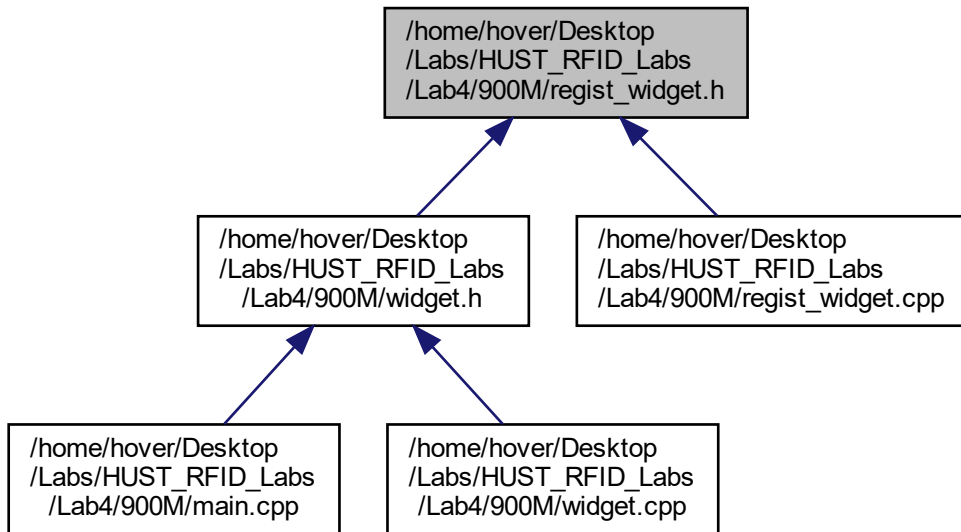 /home/hover/Desktop
/Labs/HUST_RFID_Labs
/Lab4/900M/regist_widget.h
/home/hover/Desktop
/Labs/HUST_RFID_Labs
/Lab4/900M/widget.h
/home/hover/Desktop
/Labs/HUST_RFID_Labs
/Lab4/900M/regist_widget.cpp
/home/hover/Desktop
/Labs/HUST_RFID_Labs
/Lab4/900M/main.cpp
/home/hover/Desktop
/Labs/HUST_RFID_Labs
/Lab4/900M/widget.cpp